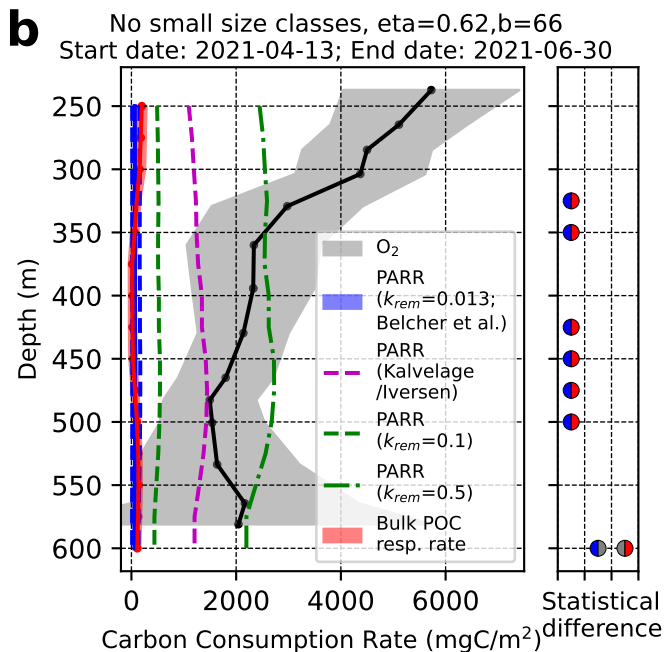 b
No small size classes, eta=0.62,b=66
Start date: 2021-04-13; End date: 2021-06-30
250
300
350
400
450
500
550
600
Depth (m)
O₂
PARR
(k_rem=0.013;
Belcher et al.)
PARR
(Kalvelage
/Iversen)
PARR
(k_rem=0.1)
PARR
(k_rem=0.5)
Bulk POC
resp. rate
0 2000 4000 6000
Carbon Consumption Rate (mgC/m²)
Statistical
difference